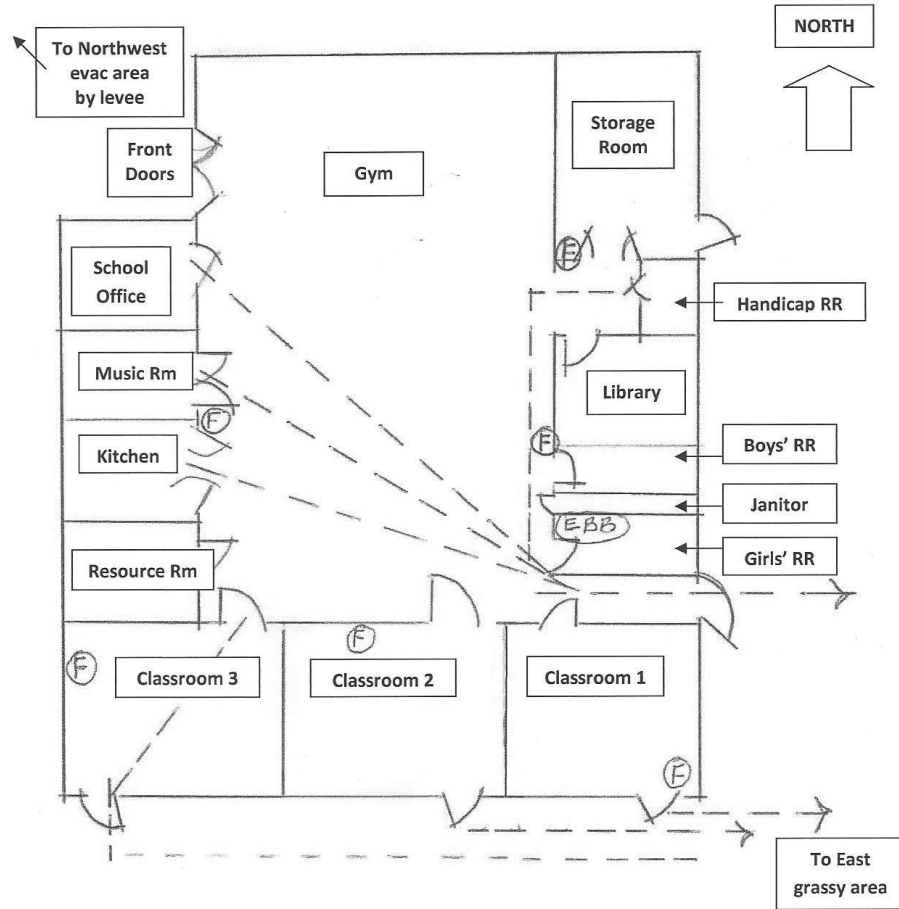 To Northwest
evac area
by levee
NORTH
Front
Doors
Gym
Storage
Room
F
School
Office
Handicap RR
Music Rm
Library
F
F
Kitchen
Boys' RR
Janitor
EBB
Resource Rm
Girls' RR
F
F
Classroom 3
Classroom 2
Classroom 1
F
To East
grassy area